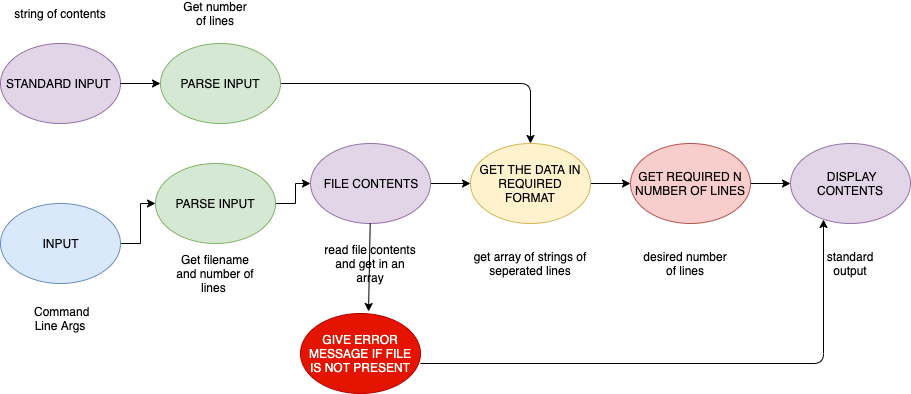 string of contents
Get number
of lines
STANDARD INPUT
PARSE INPUT
FILE CONTENTS
GET THE DATA IN
REQUIRED
FORMAT
GET REQUIRED N
NUMBER OF LINES
DISPLAY
CONTENTS
PARSE INPUT
INPUT
Get filename
and number of
lines
read file contents
and get in an
array
get array of strings of
seperated lines
desired number
of lines
standard
output
Command
Line Args
GIVE ERROR
MESSAGE IF FILE
IS NOT PRESENT